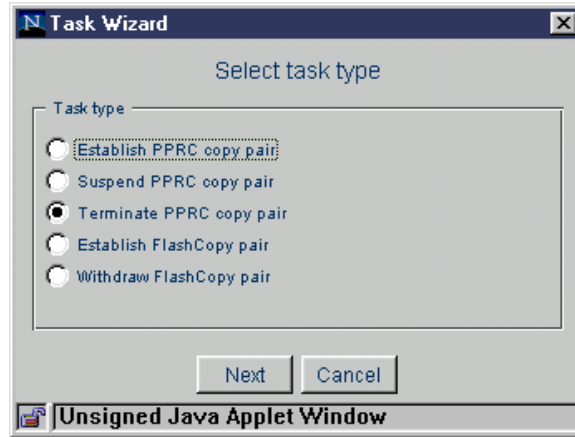 N Task Wizard
Select task type
Task type
Establish PPRC copy pair
Suspend PPRC copy pair
Terminate PPRC copy pair
Establish FlashCopy pair
Withdraw FlashCopy pair
Next Cancel
Unsigned Java Applet Window